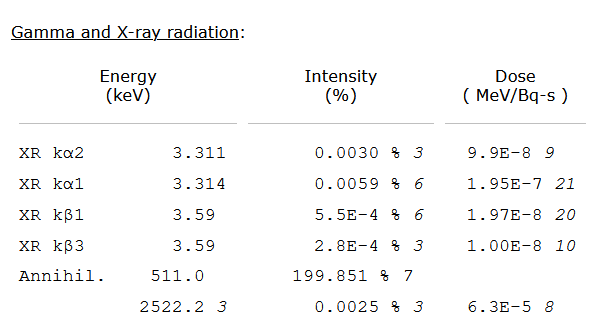 Gamma and X-ray radiation:
Energy (keV) Intensity (%) Dose ( MeV/Bq-s )
XR kα2 3.311 0.0030 % 3 9.9E-8 9
XR kα1 3.314 0.0059 % 6 1.95E-7 21
XR kβ1 3.59 5.5E-4 % 6 1.97E-8 20
XR kβ3 3.59 2.8E-4 % 3 1.00E-8 10
Annihil. 511.0 199.851 % 7
2522.2 3 0.0025 % 3 6.3E-5 8